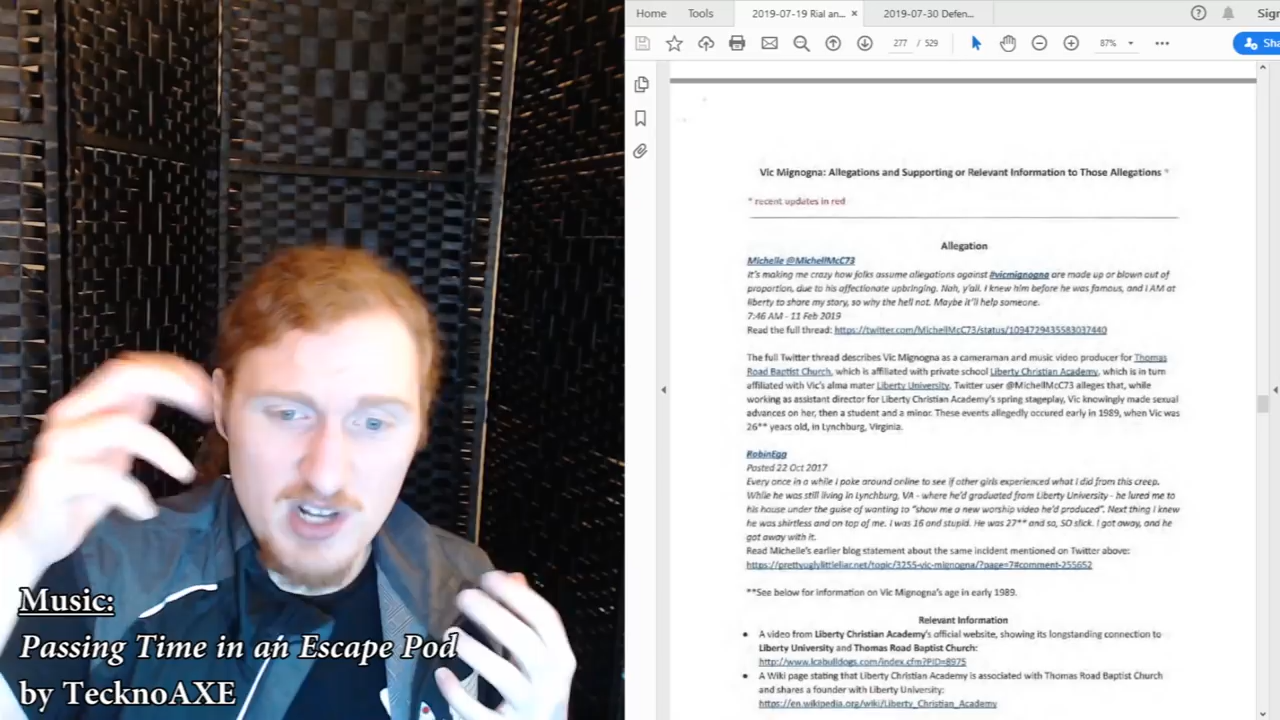 Home Tools 2019-07-19 Rial an... × 2019-07-30 Defen...
277 / 529 87%
Vic Mignogna: Allegations and Supporting or Relevant Information to Those Allegations *
* recent updates in red
Allegation
Michelle @MichellMcC73
It's making me crazy how folks assume allegations against #vicmignogna are made up or blown out of
proportion, due to his affectionate upbringing. Nah, y'all. I knew him before he was famous, and I AM at
liberty to share my story, so why the hell not. Maybe it'll help someone.
7:46 AM - 11 Feb 2019
Read the full thread: https://twitter.com/MichellMcC73/status/1094729435583037440
The full Twitter thread describes Vic Mignogna as a cameraman and music video producer for Thomas
Road Baptist Church, which is affiliated with private school Liberty Christian Academy, which is in turn
affiliated with Vic's alma mater Liberty University. Twitter user @MichellMcC73 alleges that, while
working as assistant director for Liberty Christian Academy's spring stageplay, Vic knowingly made sexual
advances on her, then a student and a minor. These events allegedly occured early in 1989, when Vic was
26** years old, in Lynchburg, Virginia.
RobinEgg
Posted 22 Oct 2017
Every once in a while I poke around online to see if other girls experienced what I did from this creep.
While he was still living in Lynchburg, VA - where he'd graduated from Liberty University - he lured me to
his house under the guise of wanting to "show me a new worship video he'd produced". Next thing I knew
he was shirtless and on top of me. I was 16 and stupid. He was 27** and so, SO slick. I got away, and he
got away with it.
Read Michelle's earlier blog statement about the same incident mentioned on Twitter above:
https://prettyuglylittleliar.net/topic/3255-vic-mignogna/?page=7#comment-255652
**See below for information on Vic Mignogna's age in early 1989.
Relevant Information
• A video from Liberty Christian Academy's official website, showing its longstanding connection to
Liberty University and Thomas Road Baptist Church:
http://www.lcabulldogs.com/index.cfm?PID=8975
• A Wiki page stating that Liberty Christian Academy is associated with Thomas Road Baptist Church
and shares a founder with Liberty University:
https://en.wikipedia.org/wiki/Liberty_Christian_Academy
Music:
Passing Time in an Escape Pod
by TecknoAXE